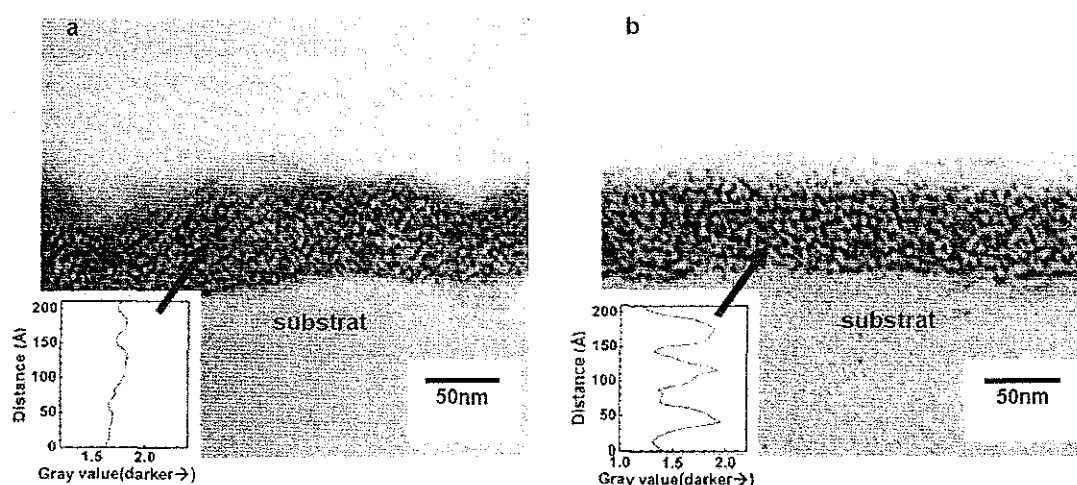 a
substrat
50nm
200
150
100
50
0
Distance (Å)
1.5 2.0
Gray value(darker→)
b
substrat
50nm
200
150
100
50
0
Distance (Å)
1.0 1.5 2.0
Gray value(darker→)